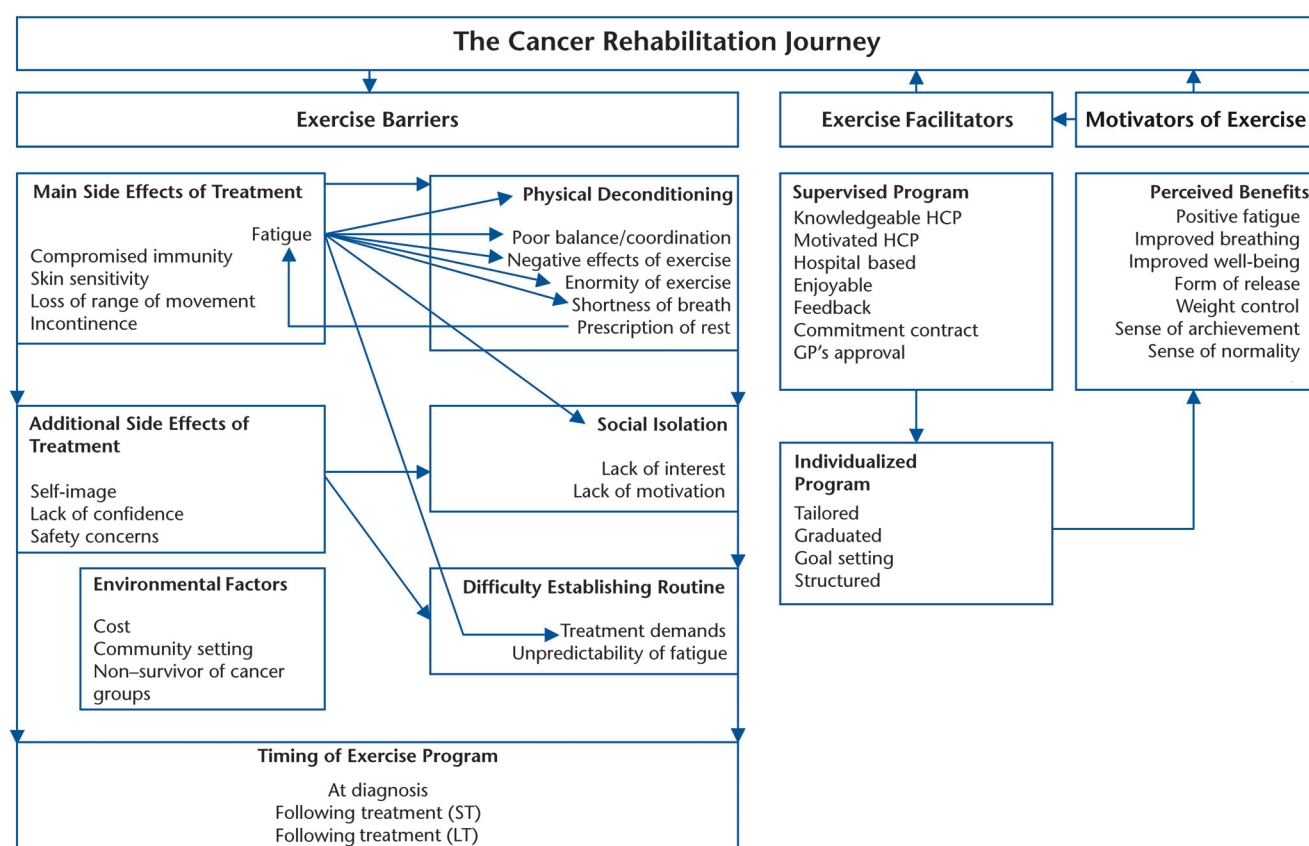 The Cancer Rehabilitation Journey
Exercise Barriers
Exercise Facilitators
Motivators of Exercise
Main Side Effects of Treatment
Fatigue
Compromised immunity
Skin sensitivity
Loss of range of movement
Incontinence
Physical Deconditioning
Poor balance/coordination
Negative effects of exercise
Enormity of exercise
Shortness of breath
Prescription of rest
Additional Side Effects of
Treatment
Self-image
Lack of confidence
Safety concerns
Social Isolation
Lack of interest
Lack of motivation
Environmental Factors
Cost
Community setting
Non–survivor of cancer
groups
Difficulty Establishing Routine
Treatment demands
Unpredictability of fatigue
Timing of Exercise Program
At diagnosis
Following treatment (ST)
Following treatment (LT)
Supervised Program
Knowledgeable HCP
Motivated HCP
Hospital based
Enjoyable
Feedback
Commitment contract
GP's approval
Individualized
Program
Tailored
Graduated
Goal setting
Structured
Perceived Benefits
Positive fatigue
Improved breathing
Improved well-being
Form of release
Weight control
Sense of archievement
Sense of normality